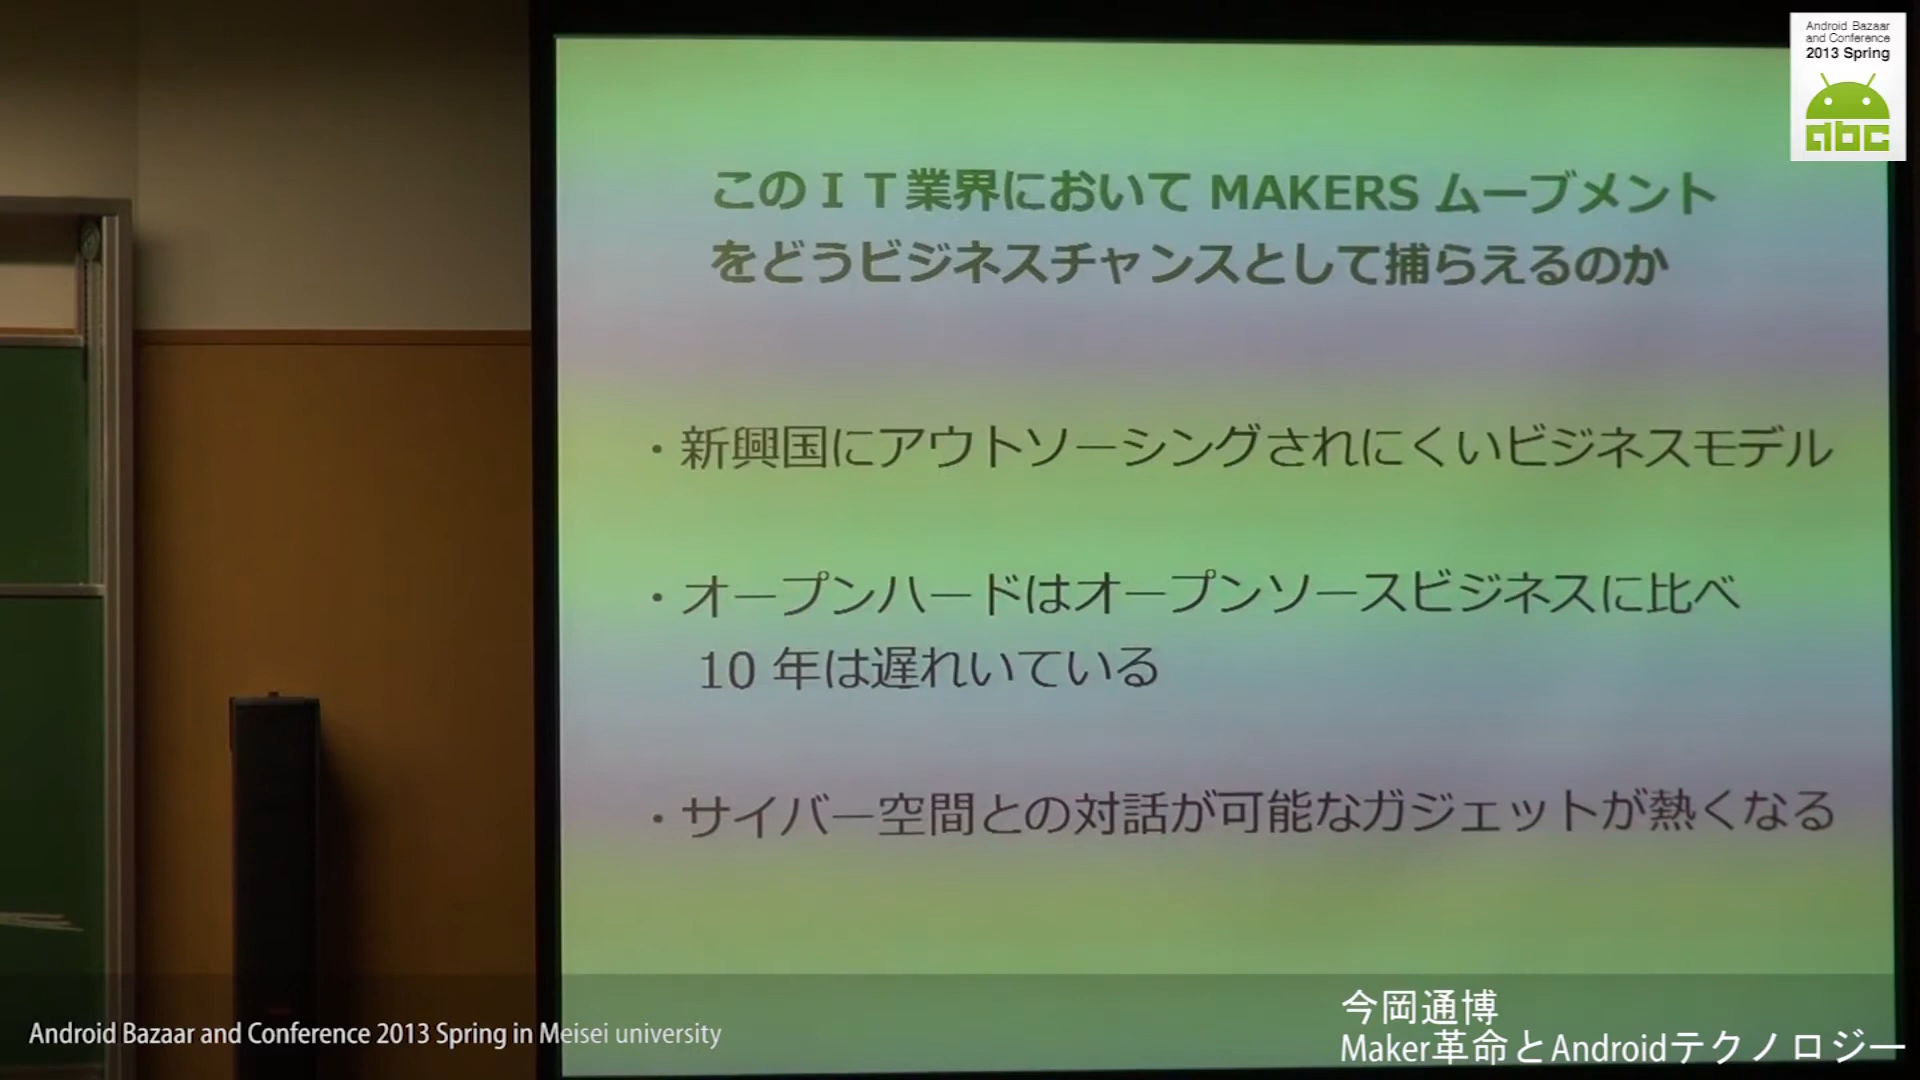 Android Bazaar
and Conference
2013 Spring
abc
このＩＴ業界において MAKERS ムーブメント
をどうビジネスチャンスとして捕らえるのか
・新興国にアウトソーシングされにくいビジネスモデル
・オープンハードはオープンソースビジネスに比べ
10 年は遅れいている
・サイバー空間との対話が可能なガジェットが熱くなる
今岡通博
Maker革命とAndroidテクノロジー
Android Bazaar and Conference 2013 Spring in Meisei university